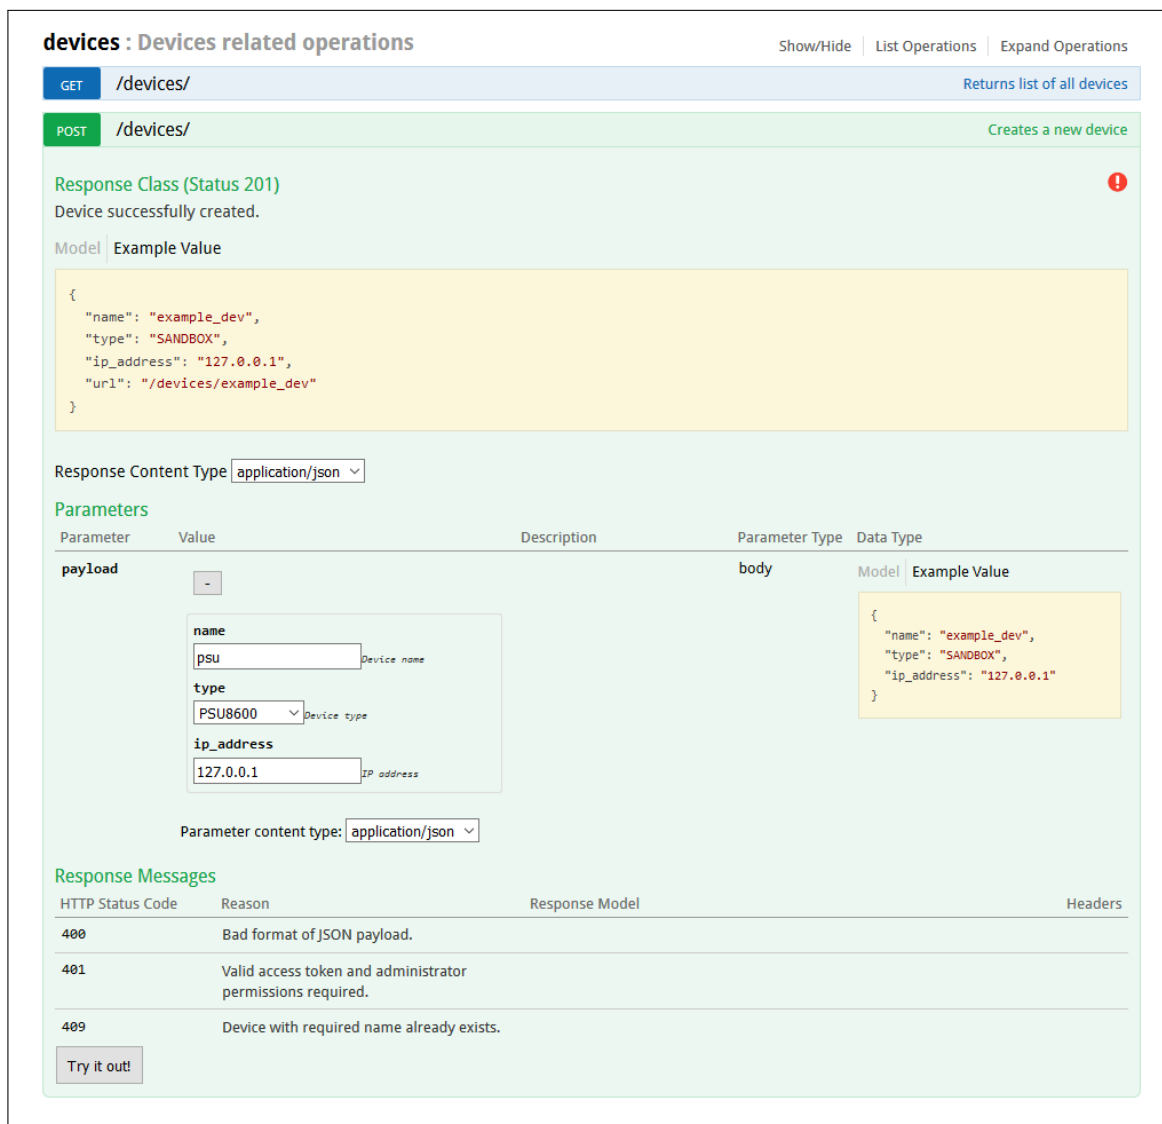 devices : Devices related operations
Show/Hide List Operations Expand Operations
GET /devices/ Returns list of all devices
POST /devices/ Creates a new device
Response Class (Status 201)
Device successfully created.
Model Example Value
{
"name": "example_dev",
"type": "SANDBOX",
"ip_address": "127.0.0.1",
"url": "/devices/example_dev"
}
Response Content Type application/json
Parameters
Parameter Value Description Parameter Type Data Type
payload - body Model Example Value
{
"name": "example_dev",
"type": "SANDBOX",
"ip_address": "127.0.0.1"
}
name
psu Device name
type
PSU8600 Device type
ip_address
127.0.0.1 IP address
Parameter content type: application/json
Response Messages
HTTP Status Code Reason Response Model Headers
400 Bad format of JSON payload.
401 Valid access token and administrator
permissions required.
409 Device with required name already exists.
Try it out!